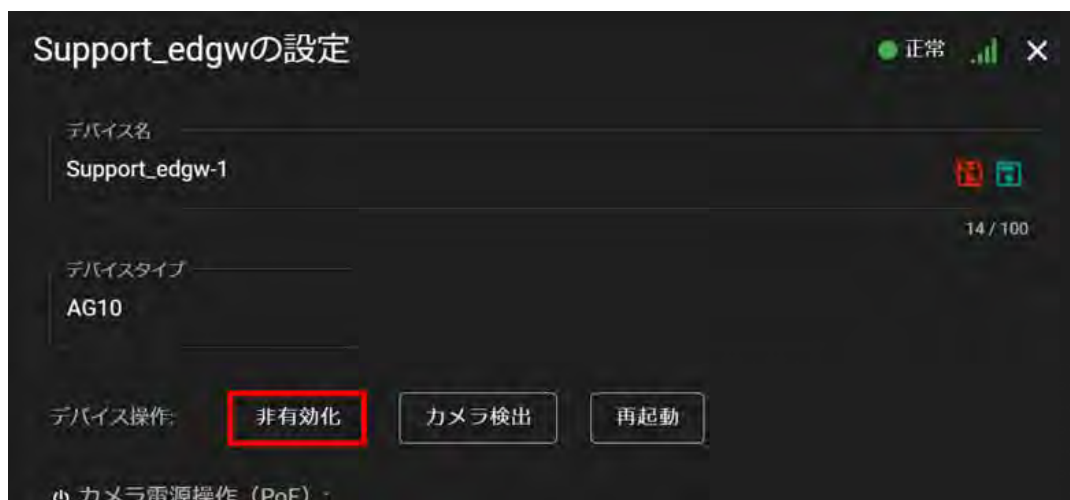 Support_edgwの設定
正常
デバイス名
Support_edgw-1
14 / 100
デバイスタイプ
AG10
デバイス操作:
非有効化
カメラ検出
再起動
カメラ電源操作（PoE）: